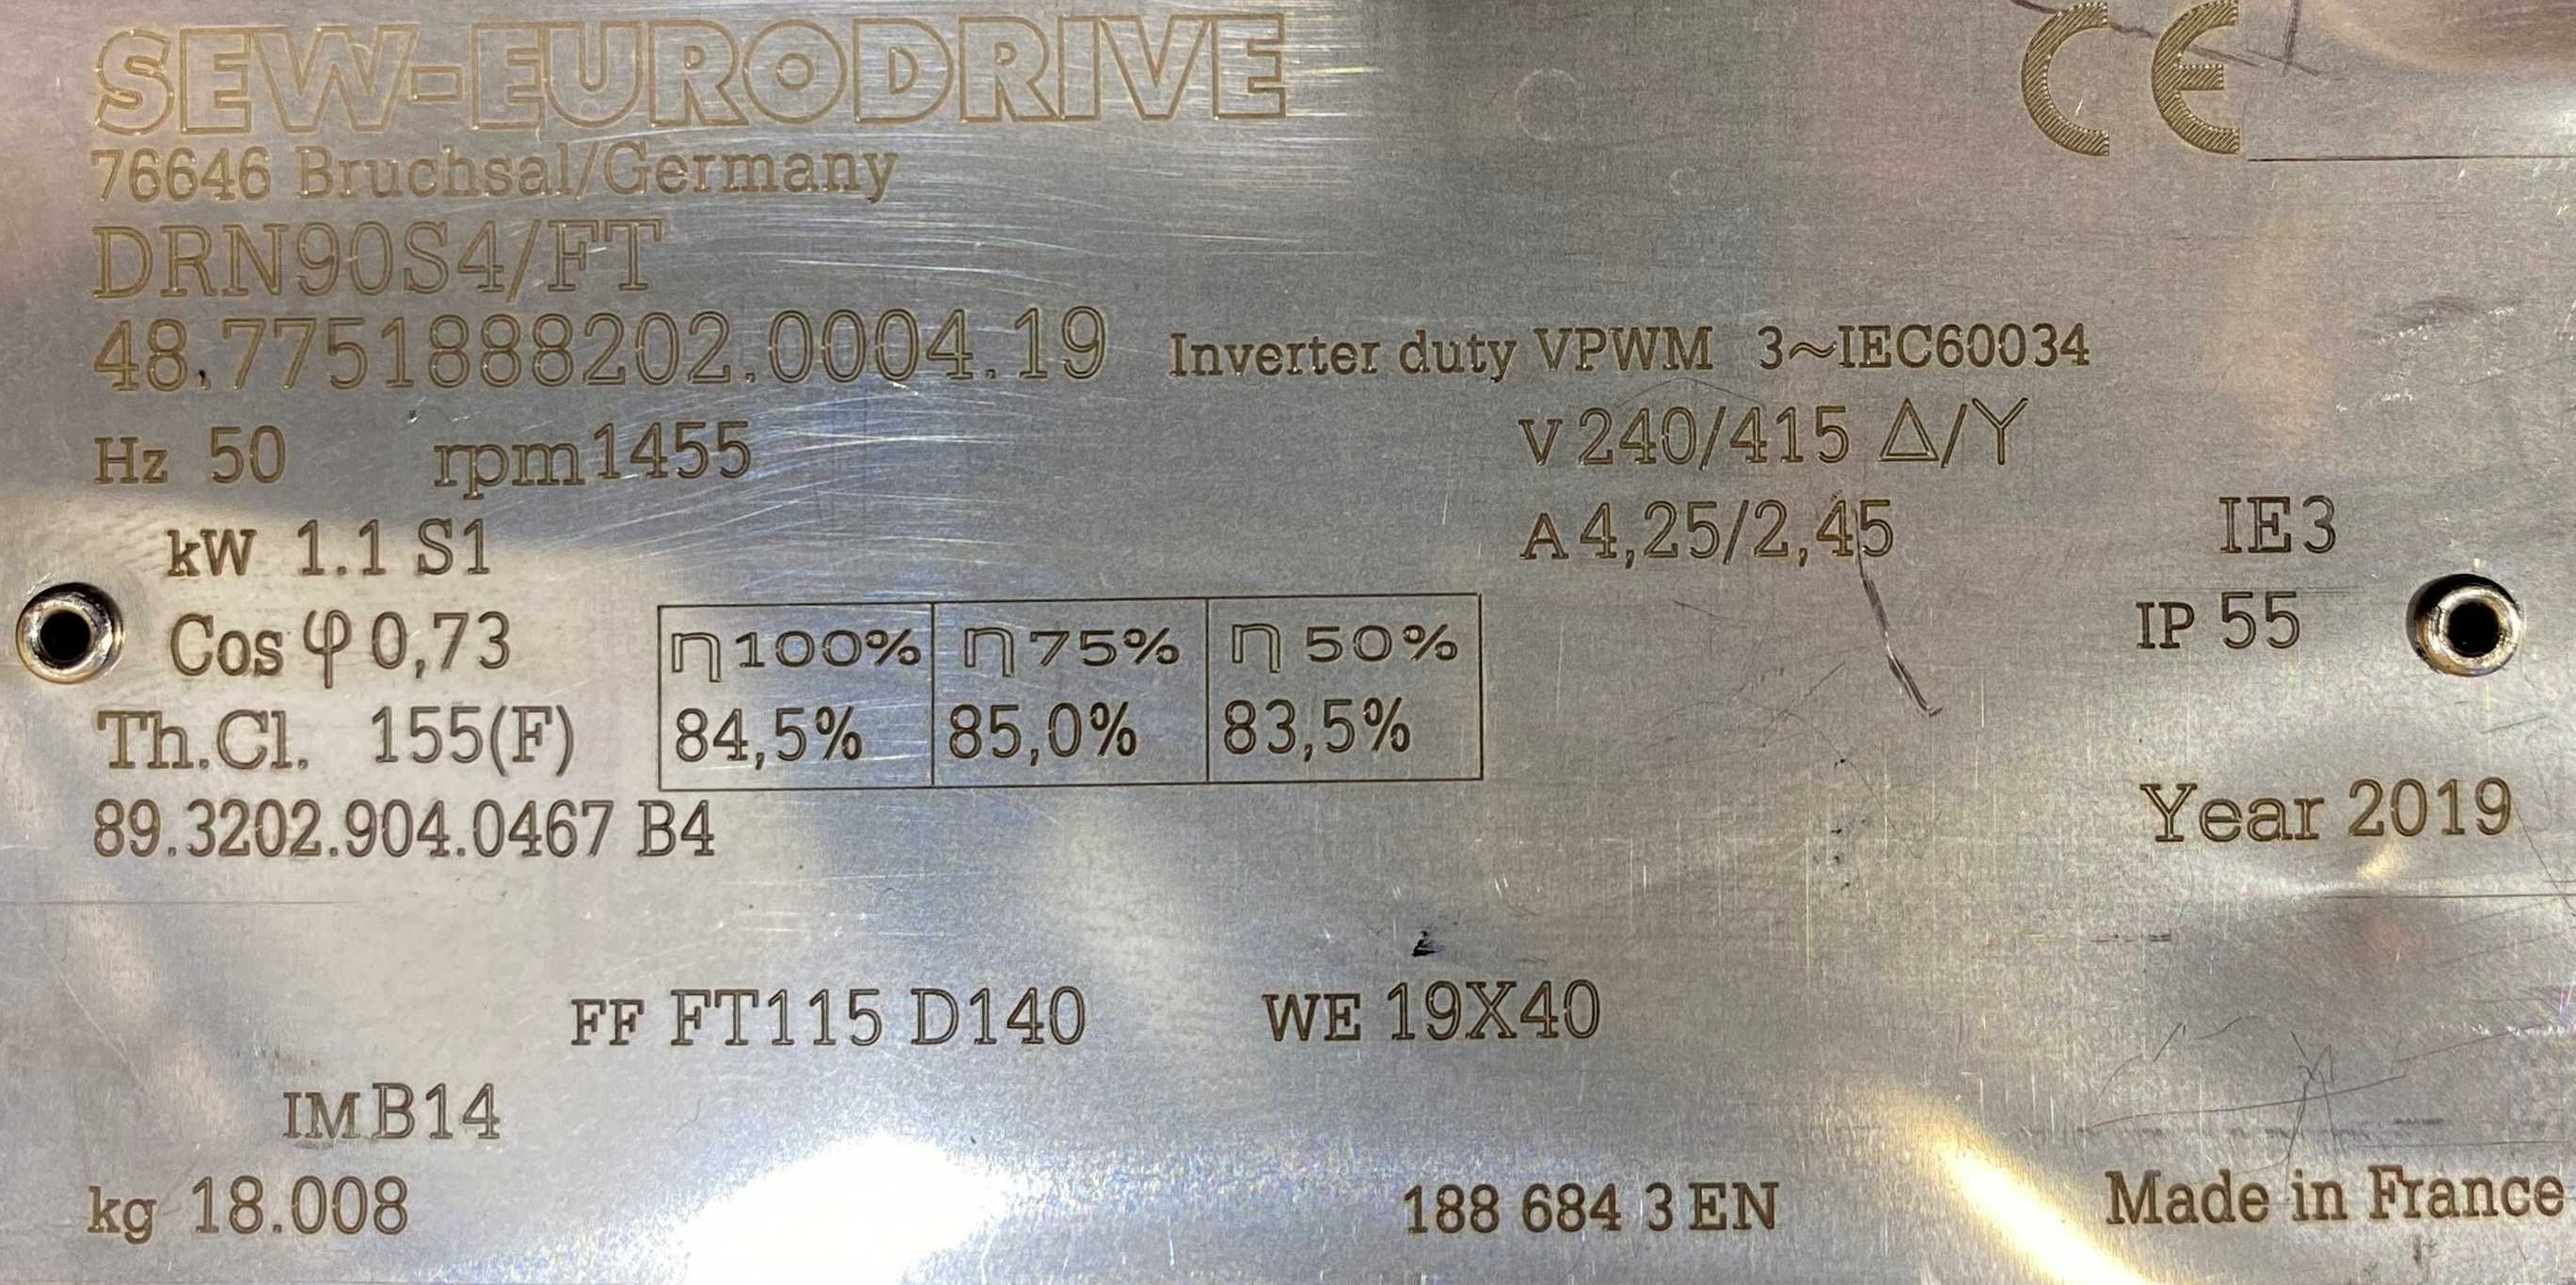 SEW-EURODRIVE CE
76646 Bruchsal/Germany
DRN90S4/FT
48.7751888202.0004.19 Inverter duty VPWM 3~IEC60034
Hz 50 rpm 1455 V 240/415 Δ/Y
kW 1.1 S1 A 4,25/2,45 IE3
Cos φ 0,73 η 100% η 75% η 50% IP 55
Th.Cl. 155(F) 84,5% 85,0% 83,5%
89.3202.904.0467 B4 Year 2019
FF FT115 D140 WE 19X40
IM B14
kg 18.008 188 684 3 EN Made in France